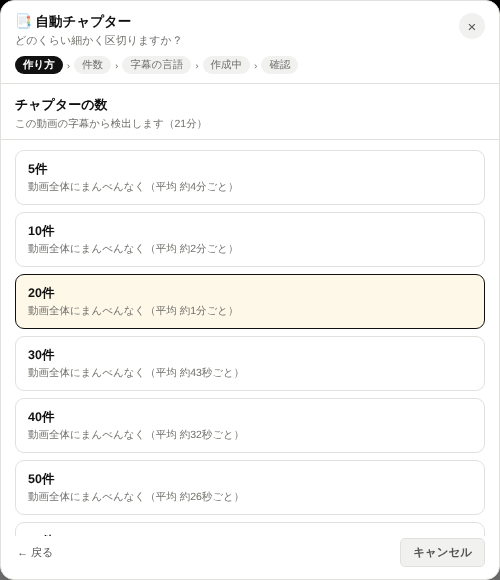 📑 自動チャプター
どのくらい細かく区切りますか？
×
作り方 › 件数 › 字幕の言語 › 作成中 › 確認
チャプターの数
この動画の字幕から検出します（21分）
5件
動画全体にまんべんなく（平均 約4分ごと）
10件
動画全体にまんべんなく（平均 約2分ごと）
20件
動画全体にまんべんなく（平均 約1分ごと）
30件
動画全体にまんべんなく（平均 約43秒ごと）
40件
動画全体にまんべんなく（平均 約32秒ごと）
50件
動画全体にまんべんなく（平均 約26秒ごと）
← 戻る
キャンセル